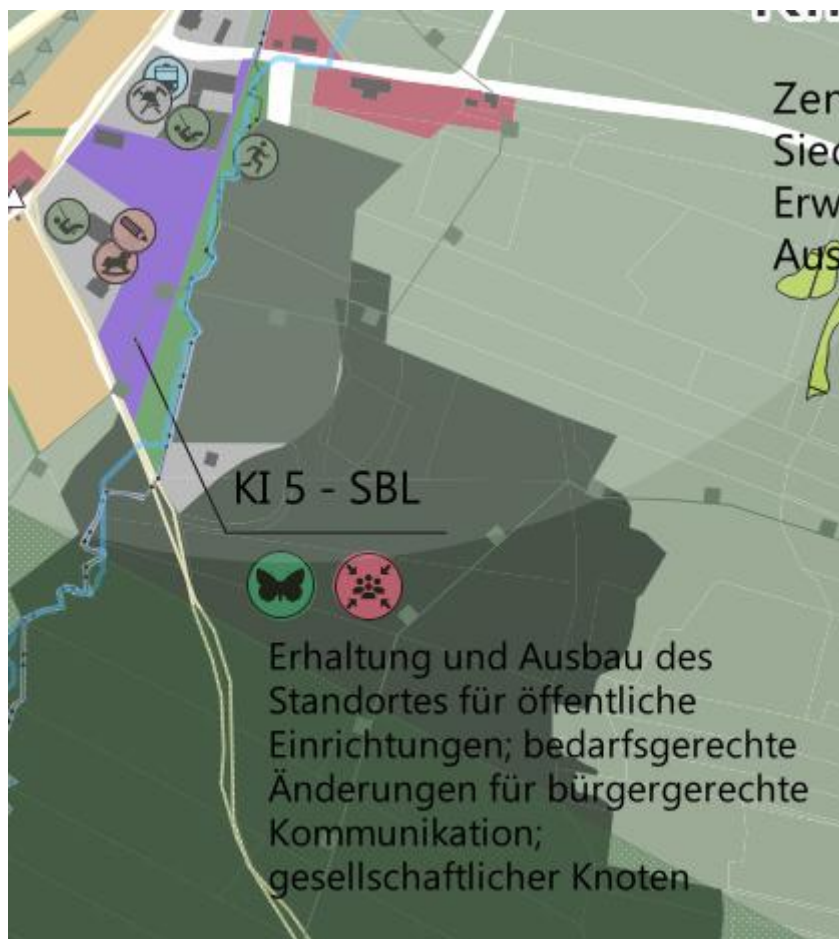 Zen
Sied
Erw
Aus
KI 5 - SBL
Erhaltung und Ausbau des
Standortes für öffentliche
Einrichtungen; bedarfsgerechte
Änderungen für bürgergerechte
Kommunikation;
gesellschaftlicher Knoten